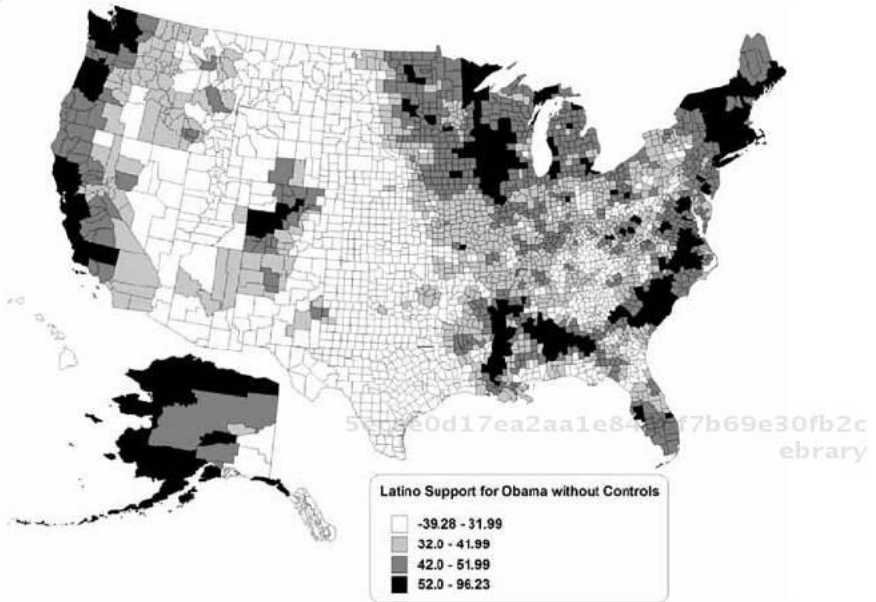 ebrary
Latino Support for Obama without Controls
-39.28 - 31.99
32.0 - 41.99
42.0 - 51.99
52.0 - 96.23